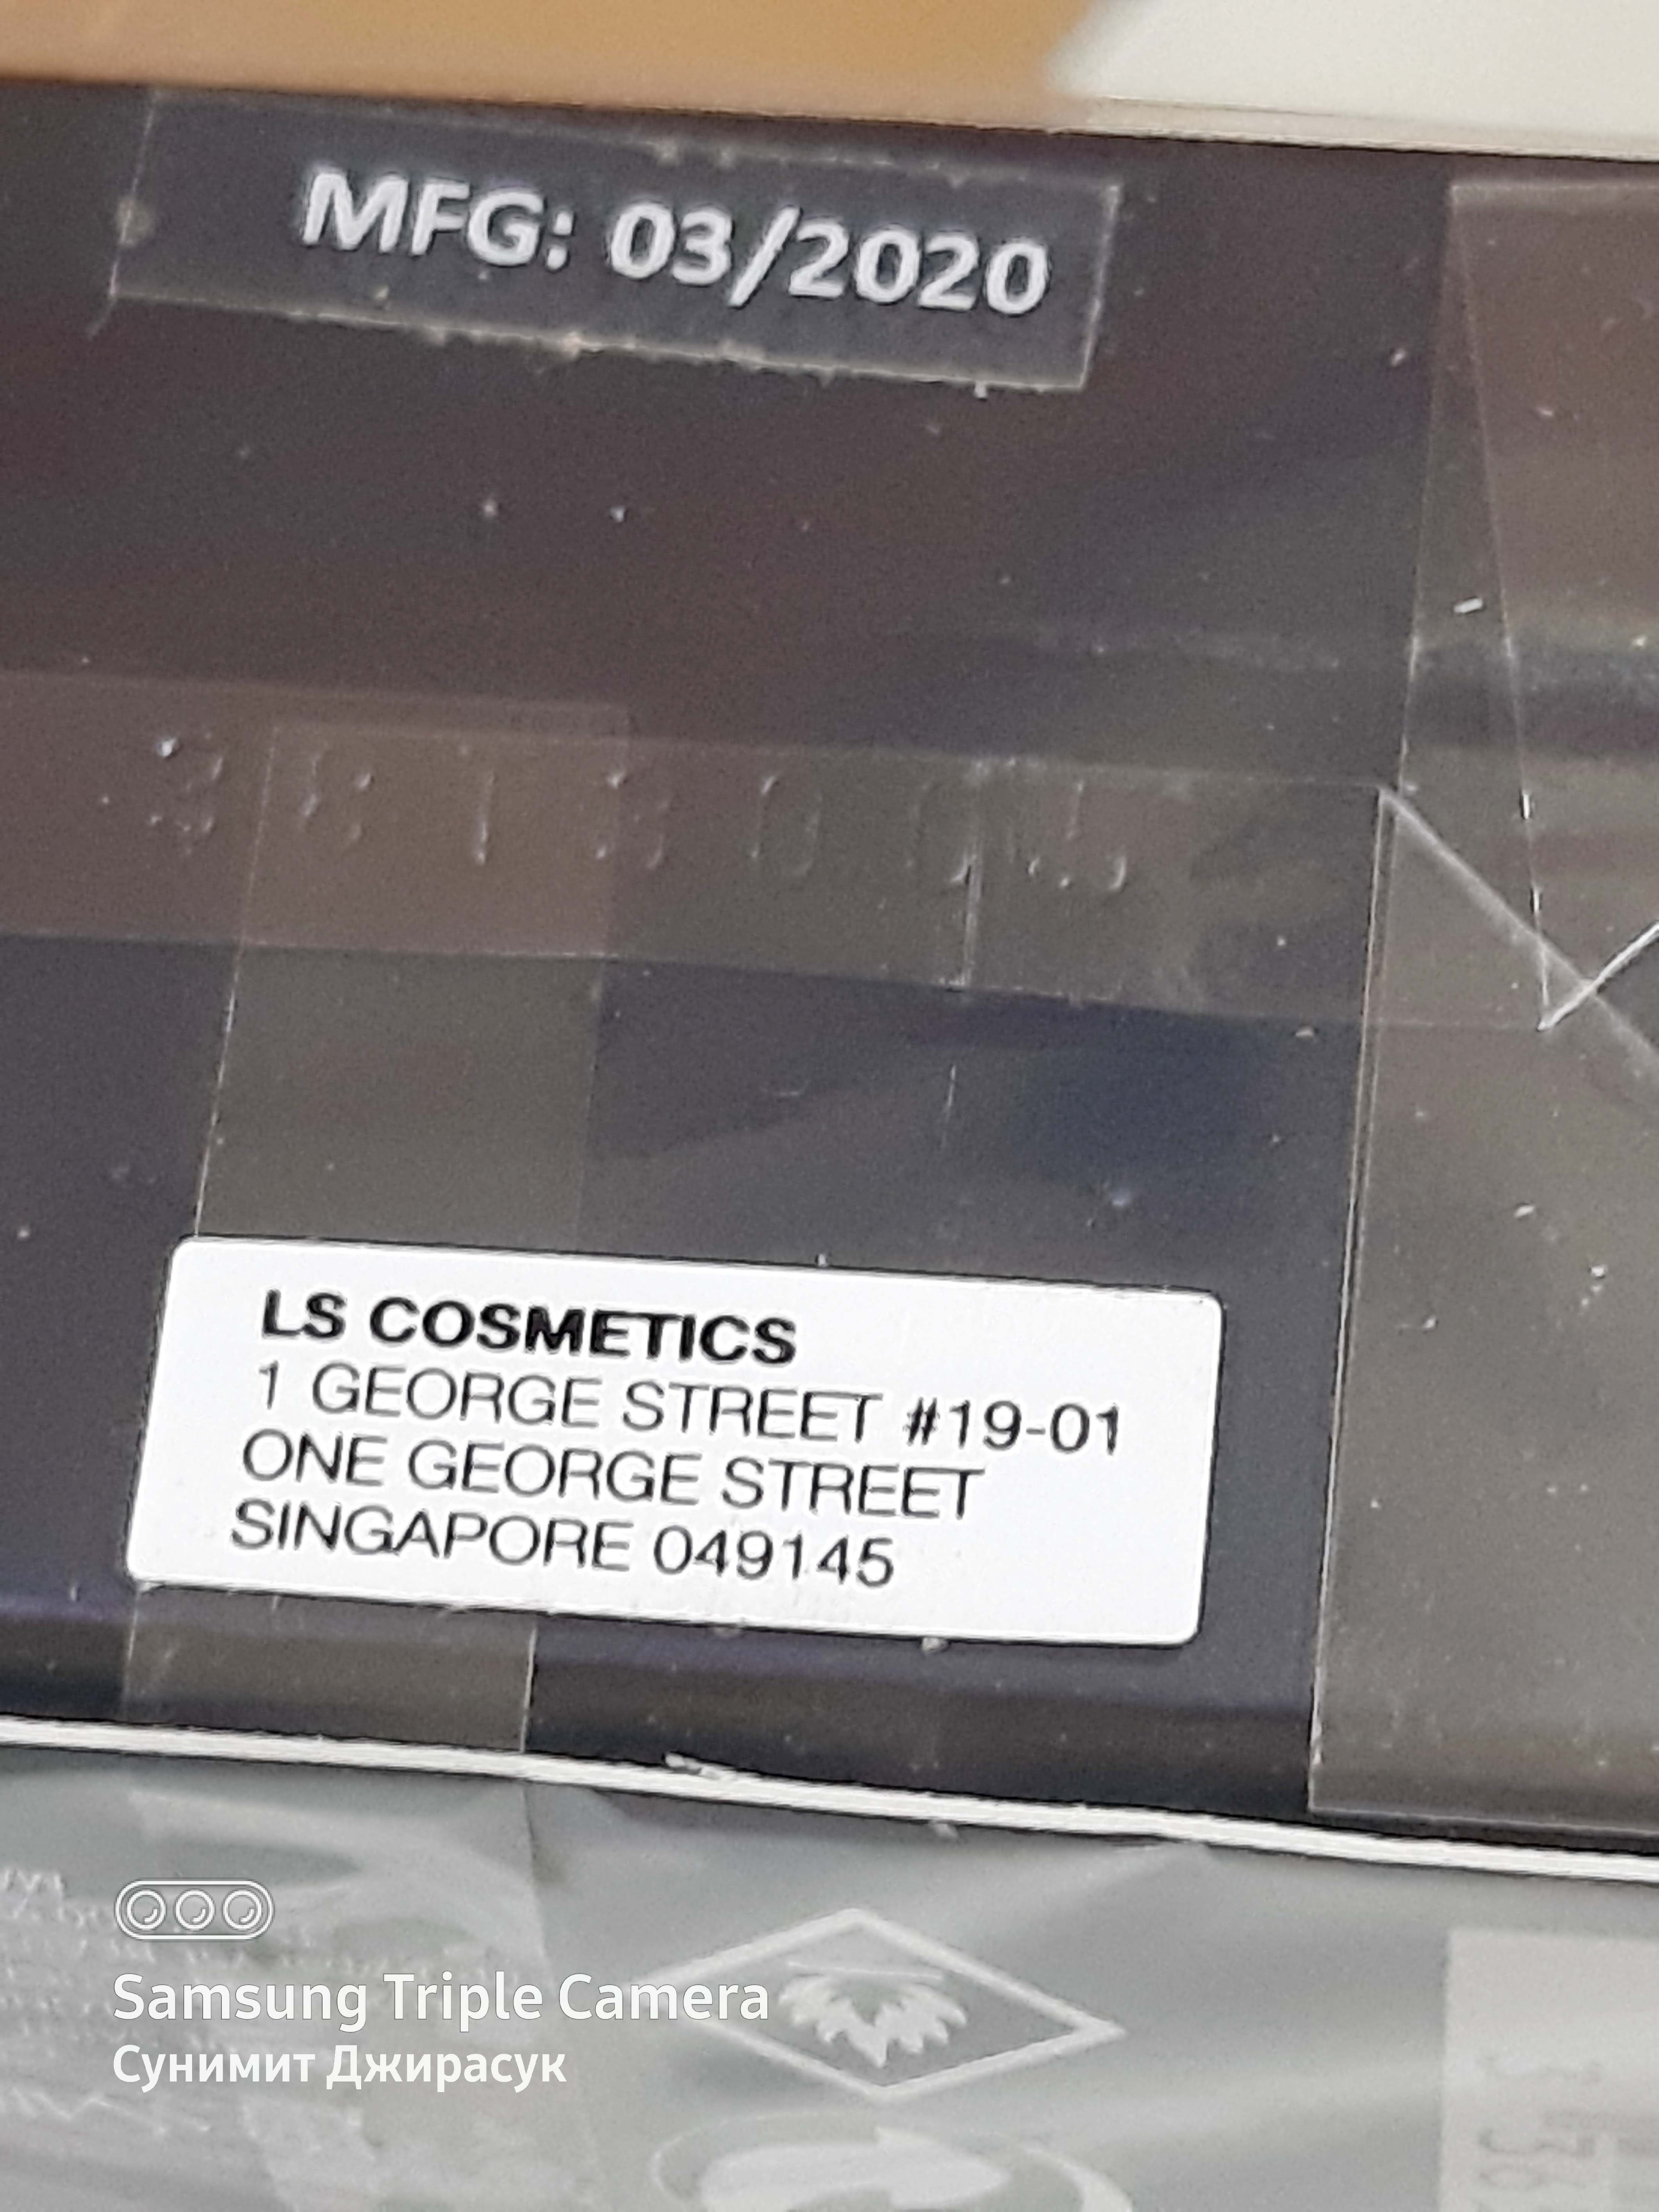 MFG: 03/2020
LS COSMETICS
1 GEORGE STREET #19-01
ONE GEORGE STREET
SINGAPORE 049145
Samsung Triple Camera
Сунимит Джирасук